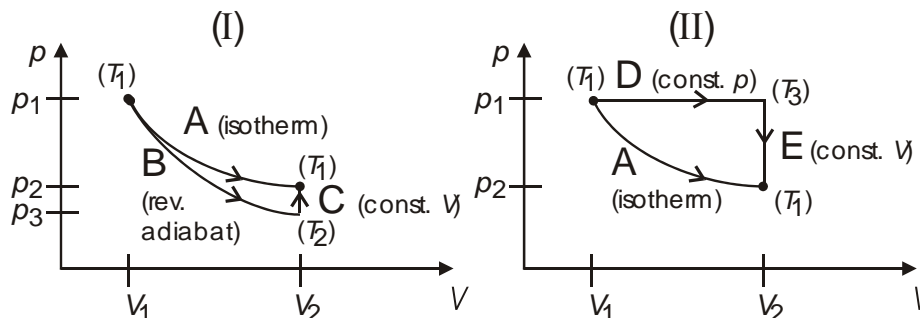 (I)
p
(T₁)
p₁
A (isotherm)
B
(T₁)
p₂
(rev.
adiabat)
C (const. V)
p₃
(T₂)
V₁
V₂
V
(II)
p
(T₁)
D (const. p)
(T₃)
p₁
E (const. V)
A
p₂
(isotherm)
(T₁)
V₁
V₂
V